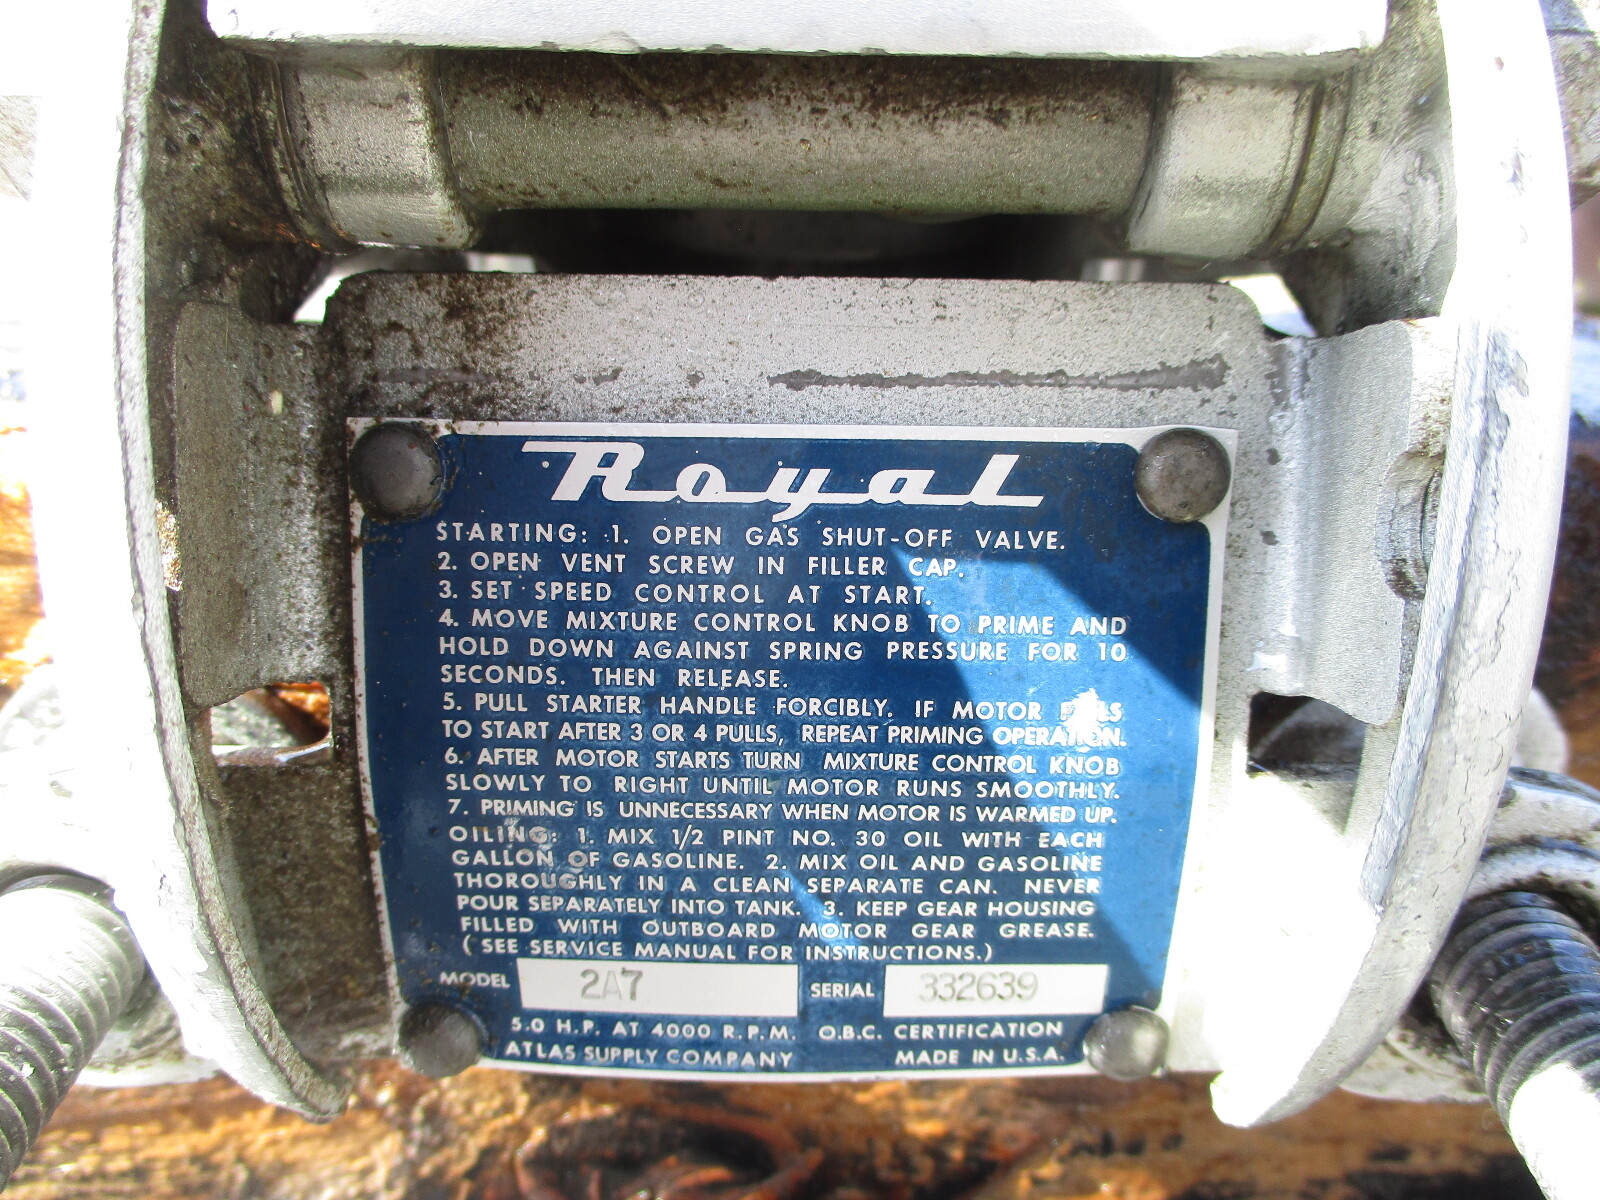 Royal
STARTING: 1. OPEN GAS SHUT-OFF VALVE.
2. OPEN VENT SCREW IN FILLER CAP.
3. SET SPEED CONTROL AT START.
4. MOVE MIXTURE CONTROL KNOB TO PRIME AND
HOLD DOWN AGAINST SPRING PRESSURE FOR 10
SECONDS. THEN RELEASE.
5. PULL STARTER HANDLE FORCIBLY. IF MOTOR FAILS
TO START AFTER 3 OR 4 PULLS, REPEAT PRIMING OPERATION.
6. AFTER MOTOR STARTS TURN MIXTURE CONTROL KNOB
SLOWLY TO RIGHT UNTIL MOTOR RUNS SMOOTHLY.
7. PRIMING IS UNNECESSARY WHEN MOTOR IS WARMED UP.
OILING: 1. MIX 1/2 PINT NO. 30 OIL WITH EACH
GALLON OF GASOLINE. 2. MIX OIL AND GASOLINE
THOROUGHLY IN A CLEAN SEPARATE CAN. NEVER
POUR SEPARATELY INTO TANK. 3. KEEP GEAR HOUSING
FILLED WITH OUTBOARD MOTOR GEAR GREASE.
(SEE SERVICE MANUAL FOR INSTRUCTIONS.)
MODEL 2A7 SERIAL 332639
5.0 H.P. AT 4000 R.P.M. O.B.C. CERTIFICATION
ATLAS SUPPLY COMPANY MADE IN U.S.A.